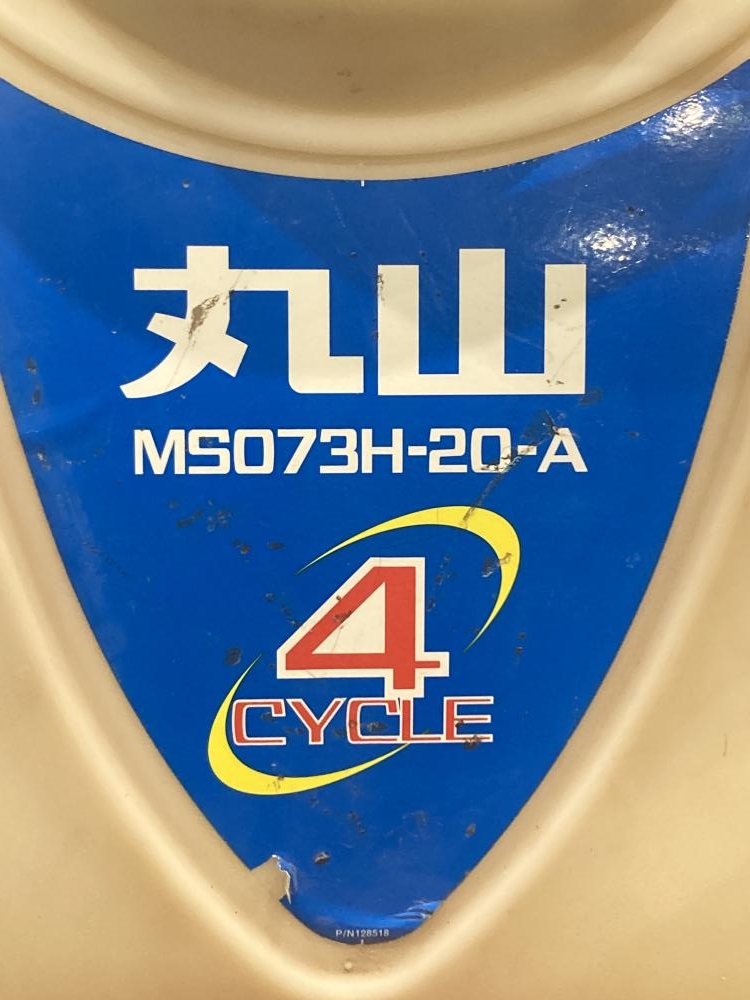 丸山
MS073H-20-A
4
CYCLE
P/N128518